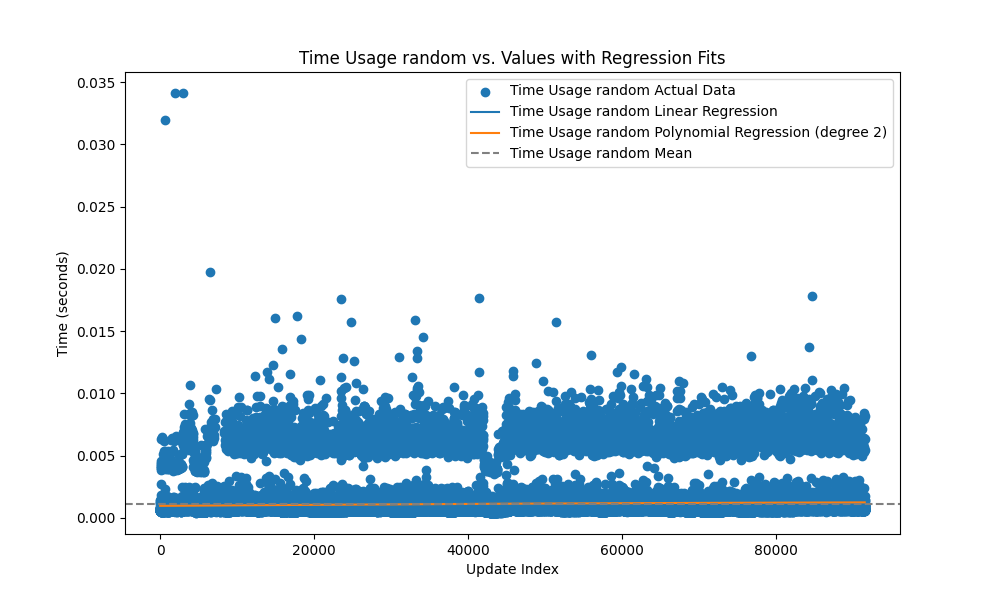 Time Usage random vs. Values with Regression Fits
Time Usage random Actual Data
Time Usage random Linear Regression
Time Usage random Polynomial Regression (degree 2)
Time Usage random Mean
Time (seconds)
0.035
0.030
0.025
0.020
0.015
0.010
0.005
0.000
0
20000
40000
60000
80000
Update Index